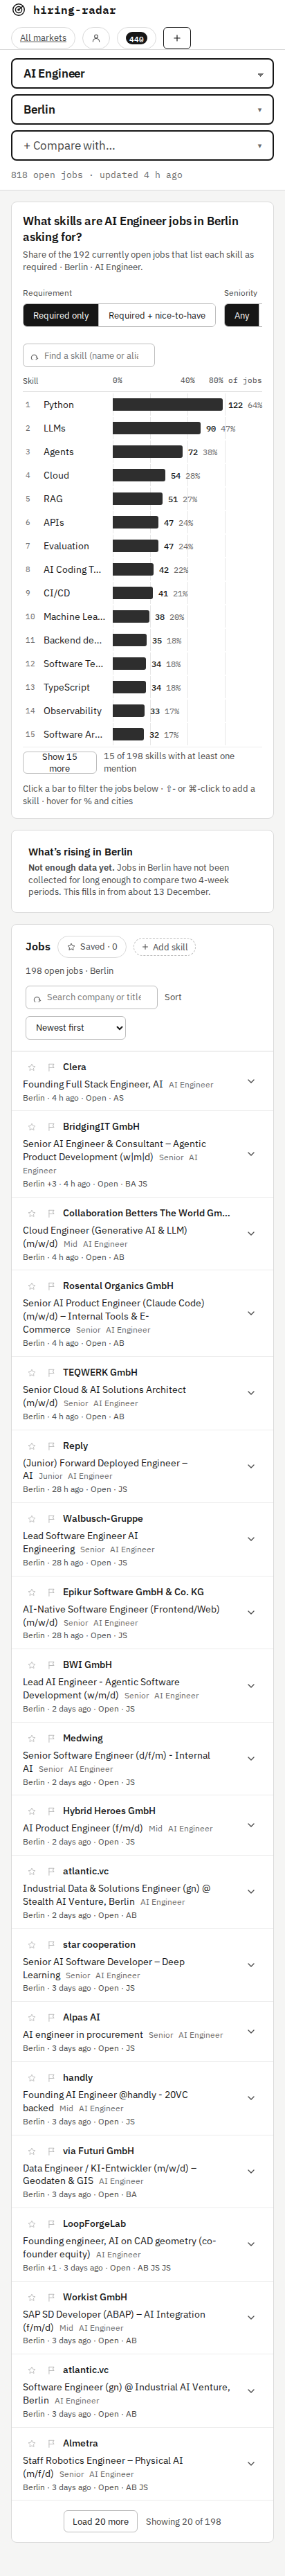 hiring-radar
All markets
440
+
AI Engineer
Berlin
+ Compare with...
818 open jobs · updated 4 h ago
What skills are AI Engineer jobs in Berlin
asking for?
Share of the 192 currently open jobs that list each skill as
required · Berlin · AI Engineer.
Requirement Seniority
Required only Required + nice-to-have Any
Find a skill (name or ali
Skill 0% 40% 80% of jobs
1 Python 122 64%
2 LLMs 90 47%
3 Agents 72 38%
4 Cloud 54 28%
5 RAG 51 27%
6 APIs 47 24%
7 Evaluation 47 24%
8 AI Coding T... 42 22%
9 CI/CD 41 21%
10 Machine Lea... 38 20%
11 Backend de... 35 18%
12 Software Te... 34 18%
13 TypeScript 34 18%
14 Observability 33 17%
15 Software Ar... 32 17%
Show 15
more
15 of 198 skills with at least one
mention
Click a bar to filter the jobs below · ⇧- or ⌘-click to add a
skill · hover for % and cities
What's rising in Berlin
Not enough data yet. Jobs in Berlin have not been
collected for long enough to compare two 4-week
periods. This fills in from about 13 December.
Jobs Saved · 0 + Add skill
198 open jobs · Berlin
Search company or title Sort
Newest first
Clera
Founding Full Stack Engineer, AI AI Engineer
Berlin · 4 h ago · Open · AS
BridgingIT GmbH
Senior AI Engineer & Consultant – Agentic
Product Development (w|m|d) Senior AI
Engineer
Berlin +3 · 4 h ago · Open · BA JS
Collaboration Betters The World Gm...
Cloud Engineer (Generative AI & LLM)
(m/w/d) Mid AI Engineer
Berlin · 4 h ago · Open · AB
Rosental Organics GmbH
Senior AI Product Engineer (Claude Code)
(m/w/d) – Internal Tools & E-
Commerce Senior AI Engineer
Berlin · 4 h ago · Open · AB
TEQWERK GmbH
Senior Cloud & AI Solutions Architect
(m/w/d) Senior AI Engineer
Berlin · 4 h ago · Open · AB
Reply
(Junior) Forward Deployed Engineer –
AI Junior AI Engineer
Berlin · 28 h ago · Open · JS
Walbusch-Gruppe
Lead Software Engineer AI
Engineering Senior AI Engineer
Berlin · 28 h ago · Open · JS
Epikur Software GmbH & Co. KG
AI-Native Software Engineer (Frontend/Web)
(m/w/d) Senior AI Engineer
Berlin · 28 h ago · Open · JS
BWI GmbH
Lead AI Engineer - Agentic Software
Development (w/m/d) Senior AI Engineer
Berlin · 2 days ago · Open · JS
Medwing
Senior Software Engineer (d/f/m) - Internal
AI Senior AI Engineer
Berlin · 2 days ago · Open · JS
Hybrid Heroes GmbH
AI Product Engineer (f/m/d) Mid AI Engineer
Berlin · 2 days ago · Open · JS
atlantic.vc
Industrial Data & Solutions Engineer (gn) @
Stealth AI Venture, Berlin AI Engineer
Berlin · 2 days ago · Open · AB
star cooperation
Senior AI Software Developer – Deep
Learning Senior AI Engineer
Berlin · 3 days ago · Open · JS
Alpas AI
AI engineer in procurement Senior AI Engineer
Berlin · 3 days ago · Open · JS
handly
Founding AI Engineer @handly - 20VC
backed Mid AI Engineer
Berlin · 3 days ago · Open · JS
via Futuri GmbH
Data Engineer / KI-Entwickler (m/w/d) –
Geodaten & GIS AI Engineer
Berlin · 3 days ago · Open · BA
LoopForgeLab
Founding engineer, AI on CAD geometry (co-
founder equity) AI Engineer
Berlin +1 · 3 days ago · Open · AB JS JS
Workist GmbH
SAP SD Developer (ABAP) – AI Integration
(f/m/d) Mid AI Engineer
Berlin · 3 days ago · Open · AB
atlantic.vc
Software Engineer (gn) @ Industrial AI Venture,
Berlin AI Engineer
Berlin · 3 days ago · Open · AB
Almetra
Staff Robotics Engineer – Physical AI
(m/f/d) Senior AI Engineer
Berlin · 3 days ago · Open · AB JS
Load 20 more Showing 20 of 198